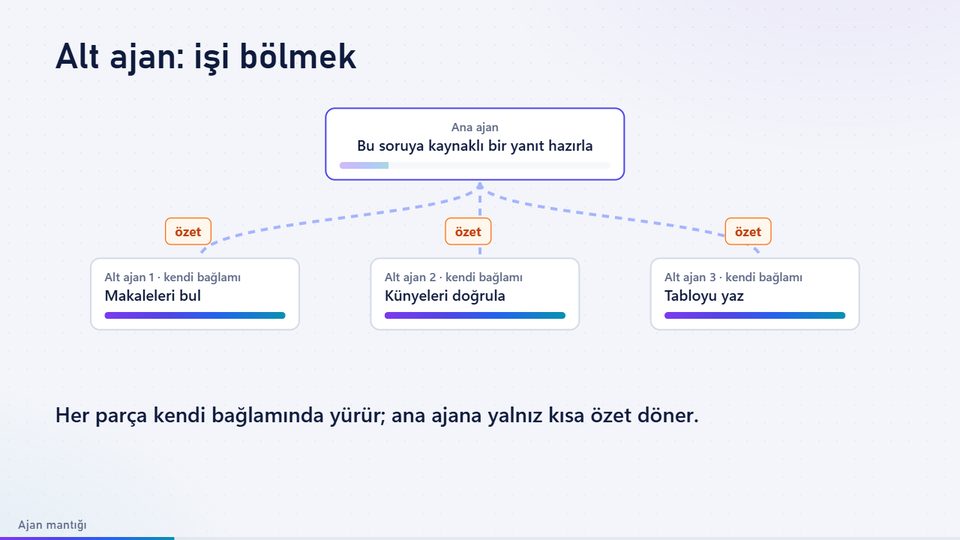 Alt ajan: işi bölmek
Ana ajan
Bu soruya kaynaklı bir yanıt hazırla
özet
özet
özet
Alt ajan 1 · kendi bağlamı
Makaleleri bul
Alt ajan 2 · kendi bağlamı
Künyeleri doğrula
Alt ajan 3 · kendi bağlamı
Tabloyu yaz
Her parça kendi bağlamında yürür; ana ajana yalnız kısa özet döner.
Ajan mantığı